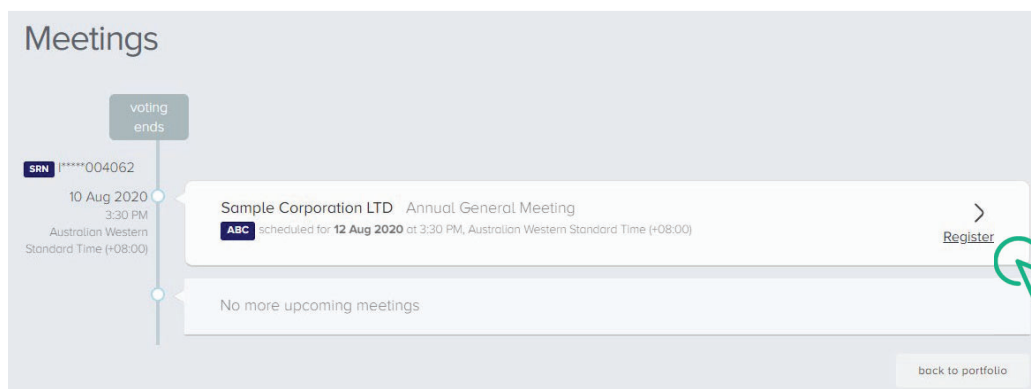 Meetings
voting
ends
SRN I*****004062
10 Aug 2020
3:30 PM
Australian Western
Standard Time (+08:00)
Sample Corporation LTD Annual General Meeting
ABC scheduled for 12 Aug 2020 at 3:30 PM, Australian Western Standard Time (+08:00)
Register
No more upcoming meetings
back to portfolio